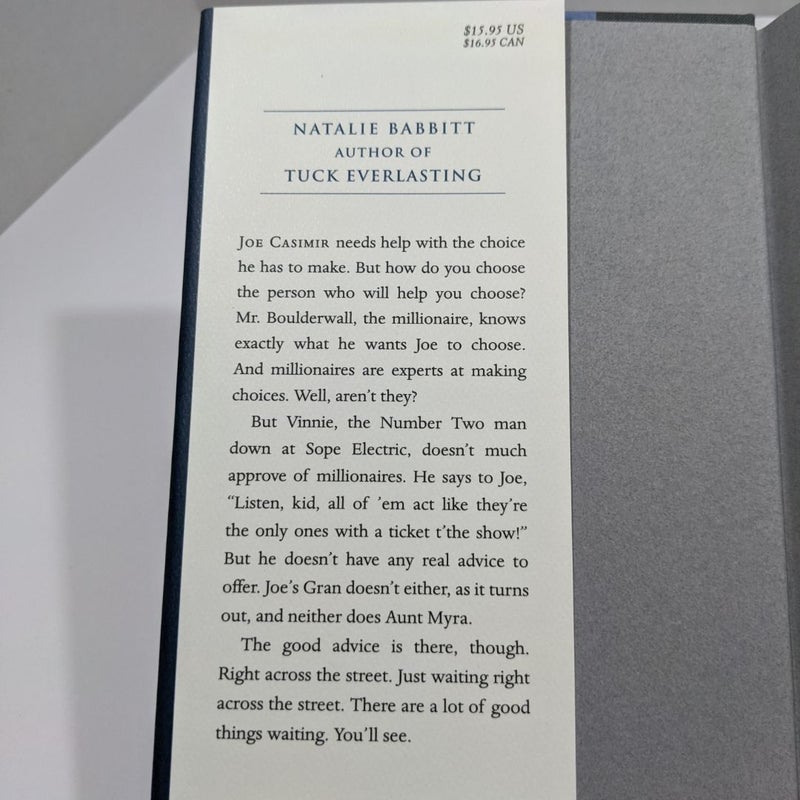 $15.95 US
$16.95 CAN
NATALIE BABBITT
AUTHOR OF
TUCK EVERLASTING
JOE CASIMIR needs help with the choice
he has to make. But how do you choose
the person who will help you choose?
Mr. Boulderwall, the millionaire, knows
exactly what he wants Joe to choose.
And millionaires are experts at making
choices. Well, aren't they?
But Vinnie, the Number Two man
down at Sope Electric, doesn't much
approve of millionaires. He says to Joe,
“Listen, kid, all of ’em act like they’re
the only ones with a ticket t’the show!”
But he doesn’t have any real advice to
offer. Joe’s Gran doesn’t either, as it turns
out, and neither does Aunt Myra.
The good advice is there, though.
Right across the street. Just waiting right
across the street. There are a lot of good
things waiting. You’ll see.